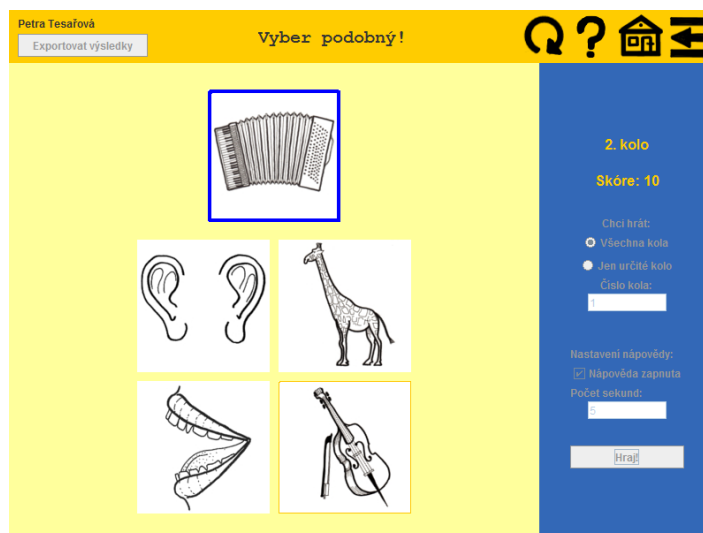 Petra Tesařová
Exportovat výsledky
Vyber podobný!
2. kolo
Skóre: 10
Chci hrát:
Všechna kola
Jen určité kolo
Číslo kola:
1
Nastavení nápovědy:
Nápověda zapnuta
Počet sekund:
5
Hraj!